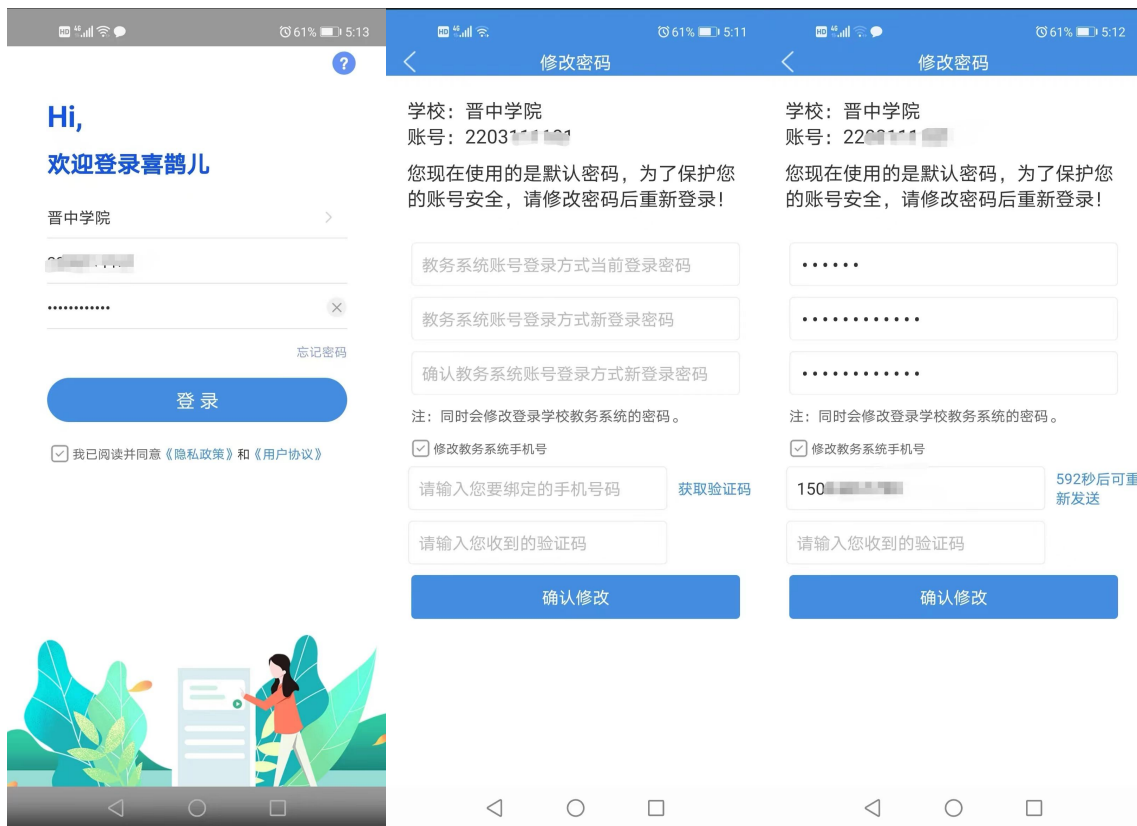 HD 4G 61% 5:13
?
Hi,
欢迎登录喜鹊儿
晋中学院
忘记密码
登录
我已阅读并同意《隐私政策》和《用户协议》
HD 4G 61% 5:11
修改密码
学校：晋中学院
账号：2203
您现在使用的是默认密码，为了保护您
的账号安全，请修改密码后重新登录！
教务系统账号登录方式当前登录密码
教务系统账号登录方式新登录密码
确认教务系统账号登录方式新登录密码
注：同时会修改登录学校教务系统的密码。
修改教务系统手机号
请输入您要绑定的手机号码
获取验证码
请输入您收到的验证码
确认修改
HD 4G 61% 5:12
修改密码
学校：晋中学院
账号：22
您现在使用的是默认密码，为了保护您
的账号安全，请修改密码后重新登录！
注：同时会修改登录学校教务系统的密码。
修改教务系统手机号
150
592秒后可重
新发送
请输入您收到的验证码
确认修改